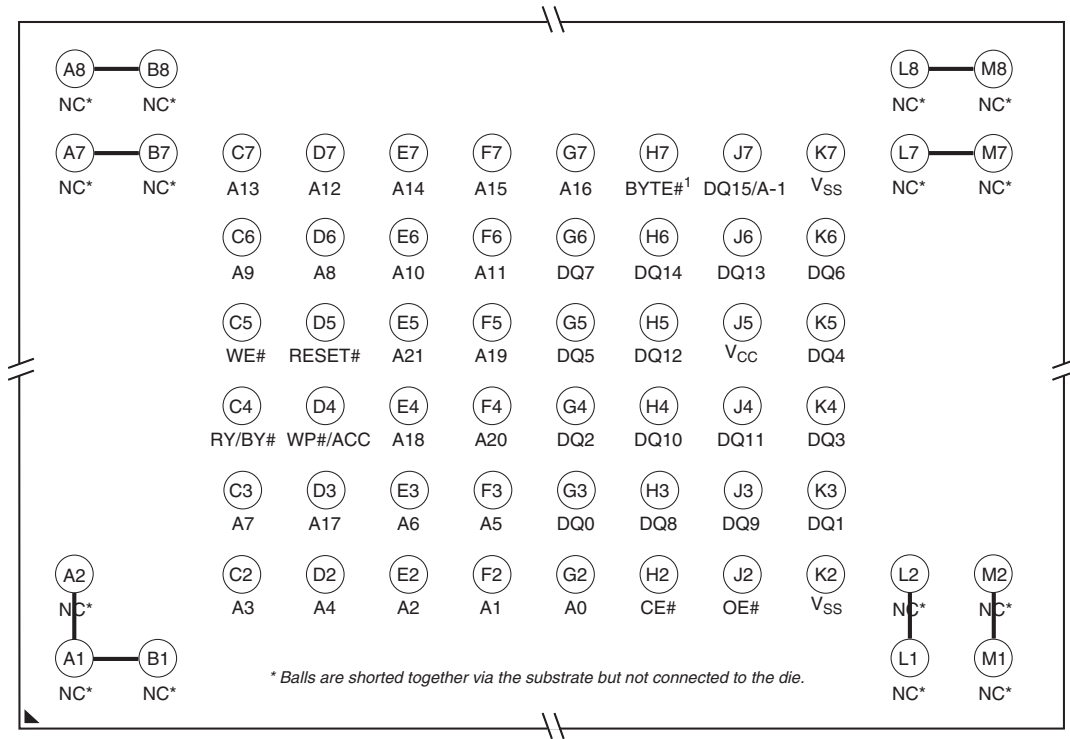 A8 B8 L8 M8
NC* NC* NC* NC*
A7 B7 C7 D7 E7 F7 G7 H7 J7 K7 L7 M7
NC* NC* A13 A12 A14 A15 A16 BYTE#1 DQ15/A-1 VSS NC* NC*
C6 D6 E6 F6 G6 H6 J6 K6
A9 A8 A10 A11 DQ7 DQ14 DQ13 DQ6
C5 D5 E5 F5 G5 H5 J5 K5
WE# RESET# A21 A19 DQ5 DQ12 VCC DQ4
C4 D4 E4 F4 G4 H4 J4 K4
RY/BY# WP#/ACC A18 A20 DQ2 DQ10 DQ11 DQ3
C3 D3 E3 F3 G3 H3 J3 K3
A7 A17 A6 A5 DQ0 DQ8 DQ9 DQ1
A2 C2 D2 E2 F2 G2 H2 J2 K2 L2 M2
NC* A3 A4 A2 A1 A0 CE# OE# VSS NC* NC*
A1 B1 L1 M1
* Balls are shorted together via the substrate but not connected to the die.
NC* NC* NC* NC*